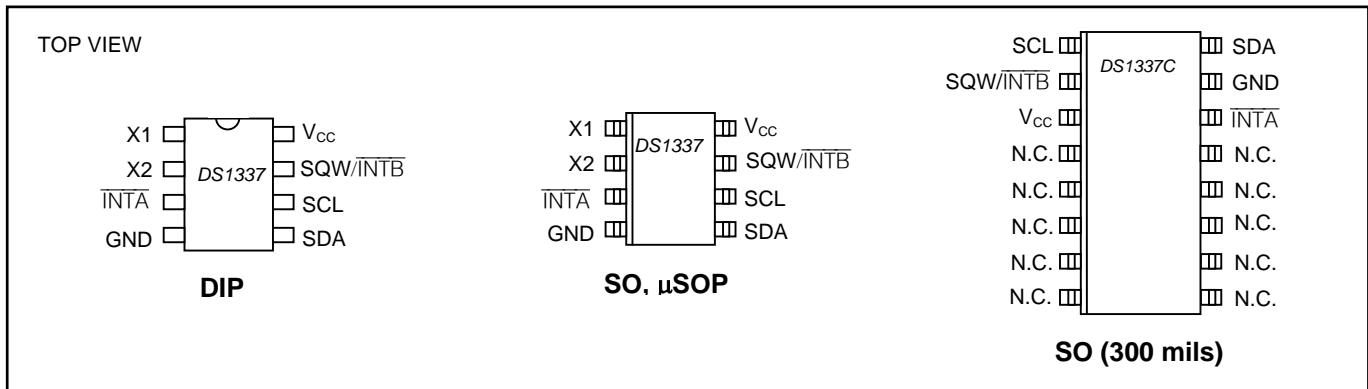 TOP VIEW
X1
X2
INTA
GND
DS1337
VCC
SQW/INTB
SCL
SDA
DIP
X1
X2
INTA
GND
DS1337
VCC
SQW/INTB
SCL
SDA
SO, µSOP
SCL
SQW/INTB
VCC
N.C.
N.C.
N.C.
N.C.
N.C.
DS1337C
SDA
GND
INTA
N.C.
N.C.
N.C.
N.C.
N.C.
SO (300 mils)